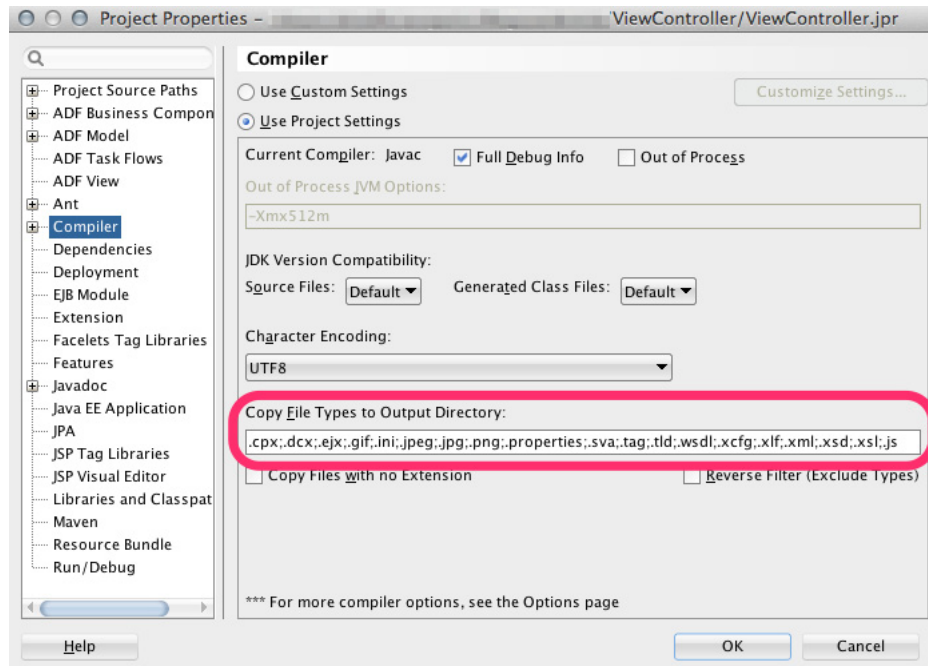 Project Properties – /ViewController/ViewController.jpr
Project Source Paths
ADF Business Compon
ADF Model
ADF Task Flows
ADF View
Ant
Compiler
Dependencies
Deployment
EJB Module
Extension
Facelets Tag Libraries
Features
Javadoc
Java EE Application
JPA
JSP Tag Libraries
JSP Visual Editor
Libraries and Classpat
Maven
Resource Bundle
Run/Debug
Compiler
Use Custom Settings
Customize Settings...
Use Project Settings
Current Compiler: Javac Full Debug Info Out of Process
Out of Process JVM Options:
-Xmx512m
JDK Version Compatibility:
Source Files: Default Generated Class Files: Default
Character Encoding:
UTF8
Copy File Types to Output Directory:
.cpx;.dcx;.ejx;.gif;.ini;.jpeg;.jpg;.png;.properties;.sva;.tag;.tld;.wsdl;.xcfg;.xlf;.xml;.xsd;.xsl;.js
Copy Files with no Extension Reverse Filter (Exclude Types)
*** For more compiler options, see the Options page
Help OK Cancel